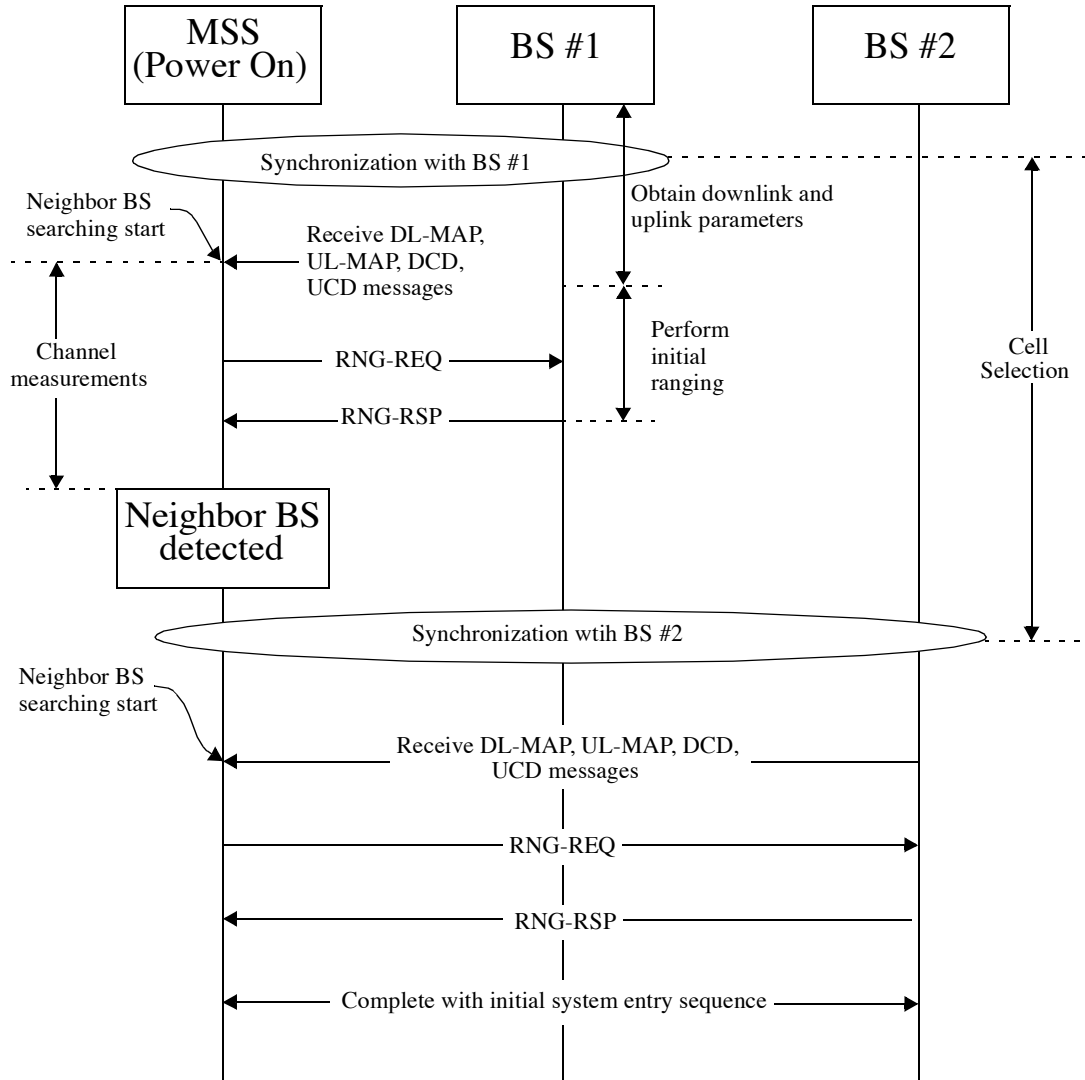 MSS
(Power On)
BS #1
BS #2
Synchronization with BS #1
Neighbor BS
searching start
Obtain downlink and
uplink parameters
Receive DL-MAP,
UL-MAP, DCD,
UCD messages
Channel
measurements
RNG-REQ
Perform
initial
ranging
Cell
Selection
RNG-RSP
Neighbor BS
detected
Synchronization wtih BS #2
Neighbor BS
searching start
Receive DL-MAP, UL-MAP, DCD,
UCD messages
RNG-REQ
RNG-RSP
Complete with initial system entry sequence